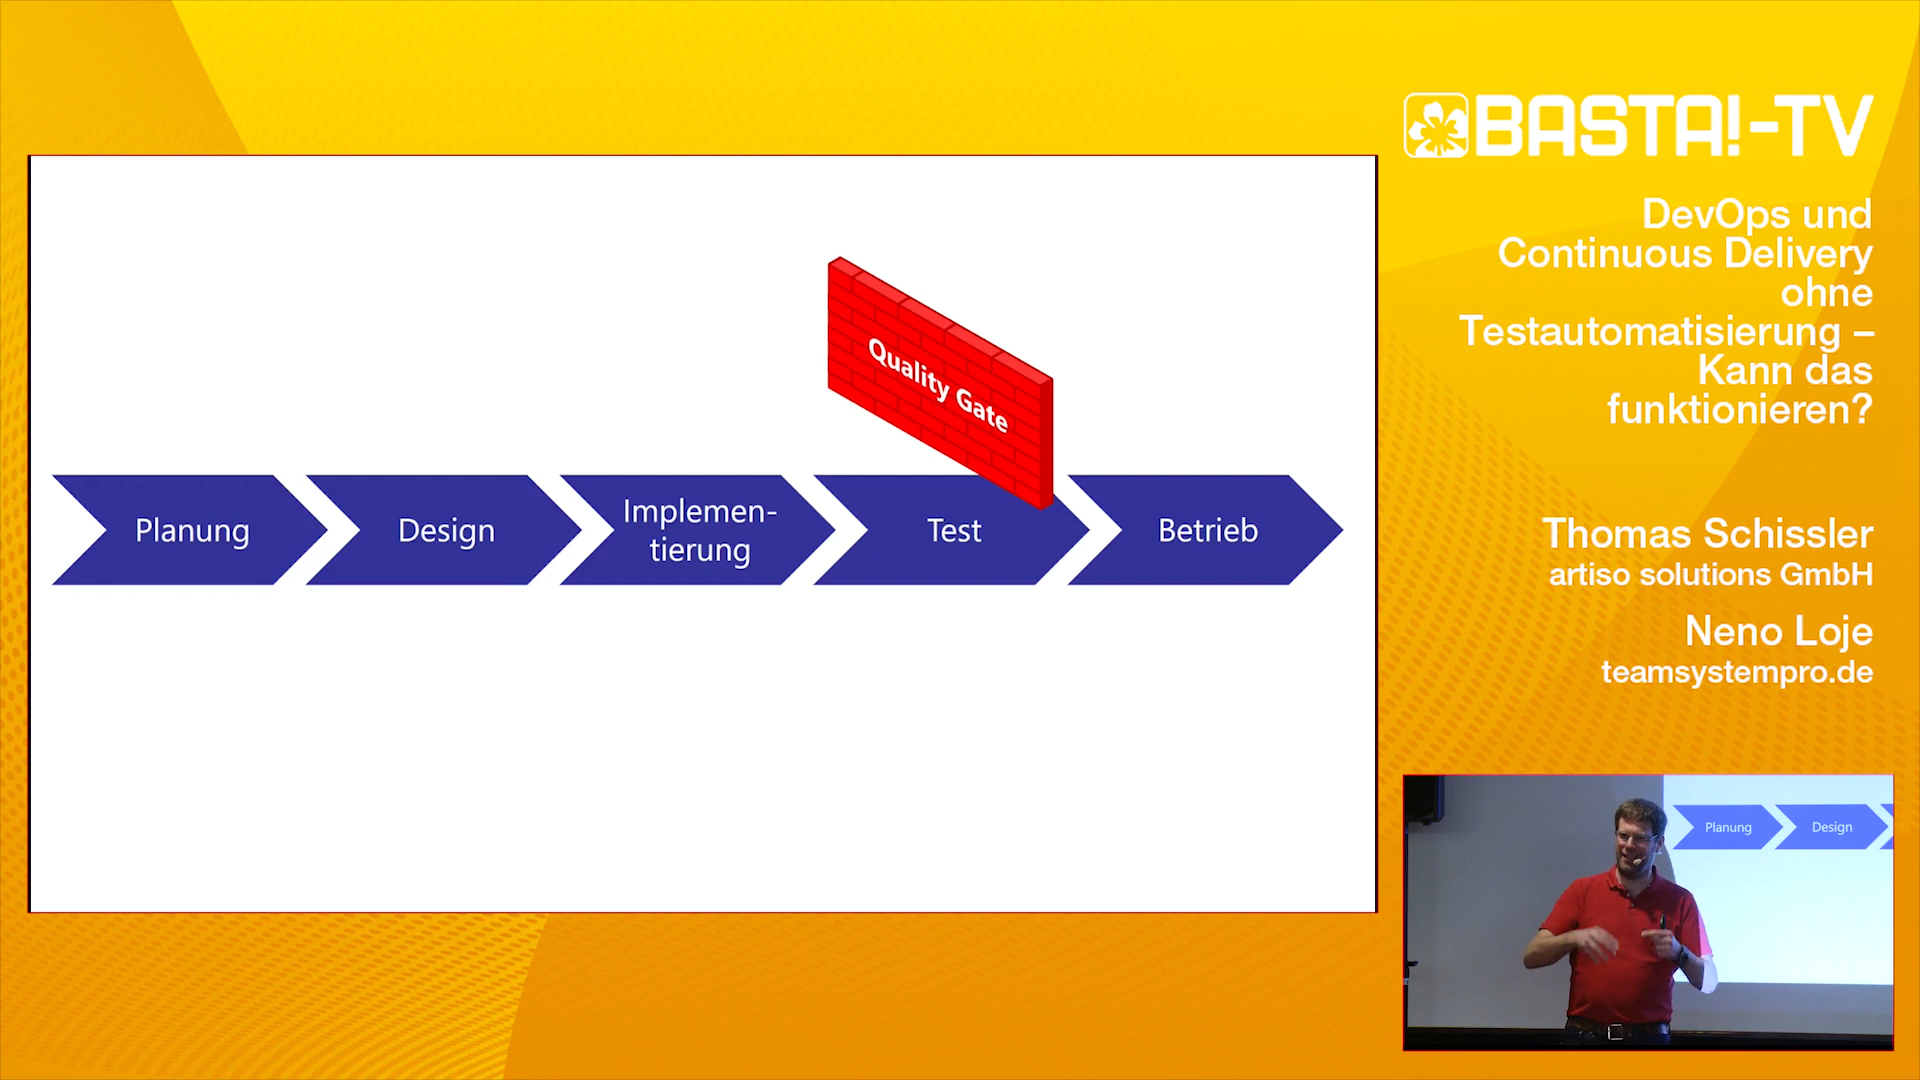 BASTA!-TV
DevOps und
Continuous Delivery
ohne
Testautomatisierung –
Kann das
funktionieren?
Thomas Schissler
artiso solutions GmbH
Neno Loje
teamsystempro.de
Quality Gate
Planung
Design
Implemen-
tierung
Test
Betrieb
Planung
Design